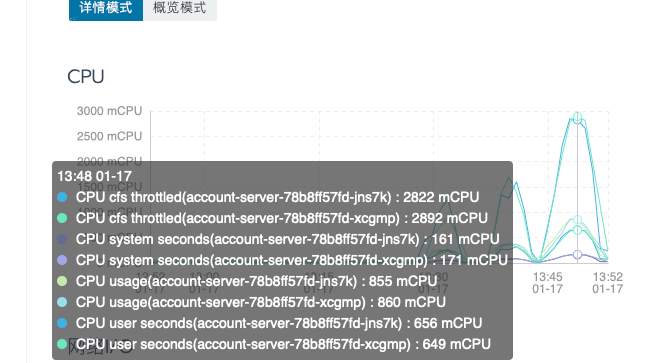 详情模式 概览模式
CPU
3000 mCPU
2500 mCPU
2000 mCPU
13:48 01-17
CPU cfs throttled(account-server-78b8ff57fd-jns7k) : 2822 mCPU
CPU cfs throttled(account-server-78b8ff57fd-xcgmp) : 2892 mCPU
CPU system seconds(account-server-78b8ff57fd-jns7k) : 161 mCPU
CPU system seconds(account-server-78b8ff57fd-xcgmp) : 171 mCPU
CPU usage(account-server-78b8ff57fd-jns7k) : 855 mCPU
CPU usage(account-server-78b8ff57fd-xcgmp) : 860 mCPU
CPU user seconds(account-server-78b8ff57fd-jns7k) : 656 mCPU
CPU user seconds(account-server-78b8ff57fd-xcgmp) : 649 mCPU
13:45 13:52
01-17 01-17
网络I/O